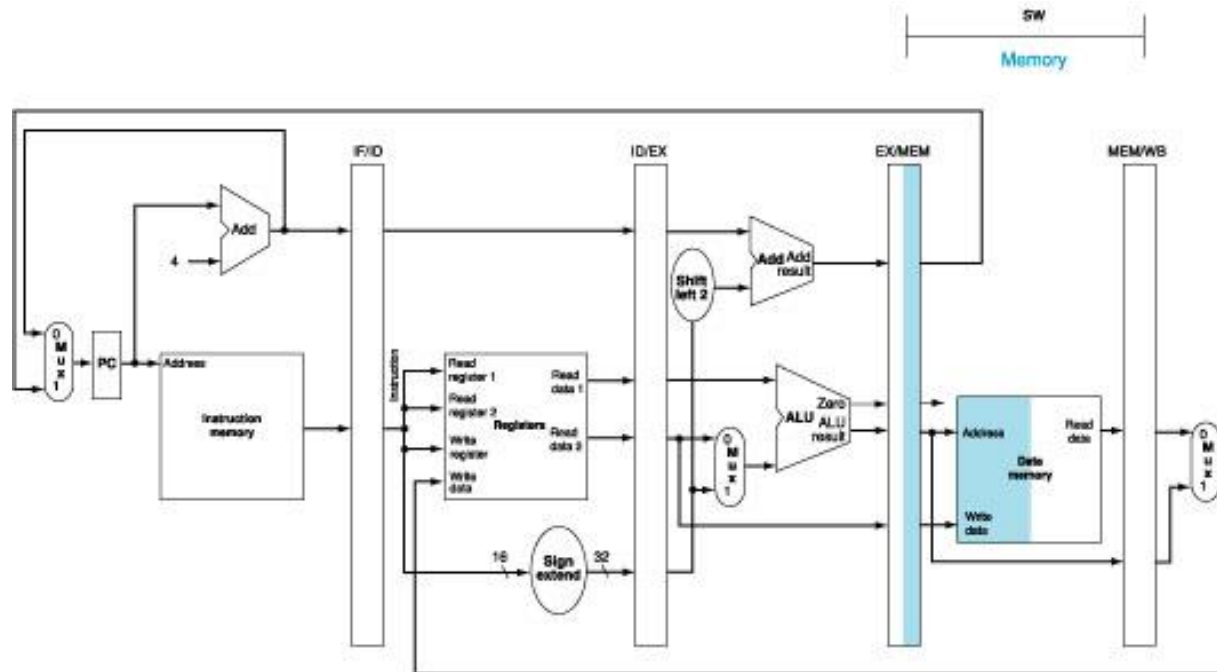 SW
Memory
IF/ID
ID/EX
EX/MEM
MEM/WB
Add
4
Shift
left 2
Add
Add
result
0
M
u
x
1
PC
Address
Instruction
memory
Instruction
Read
register 1
Read
register 2
Write
register
Write
data
Registers
Read
data 1
Read
data 2
16
Sign
extend
32
0
M
u
x
1
ALU
Zero
ALU
result
Address
Write
data
Data
memory
Read
data
0
M
u
x
1